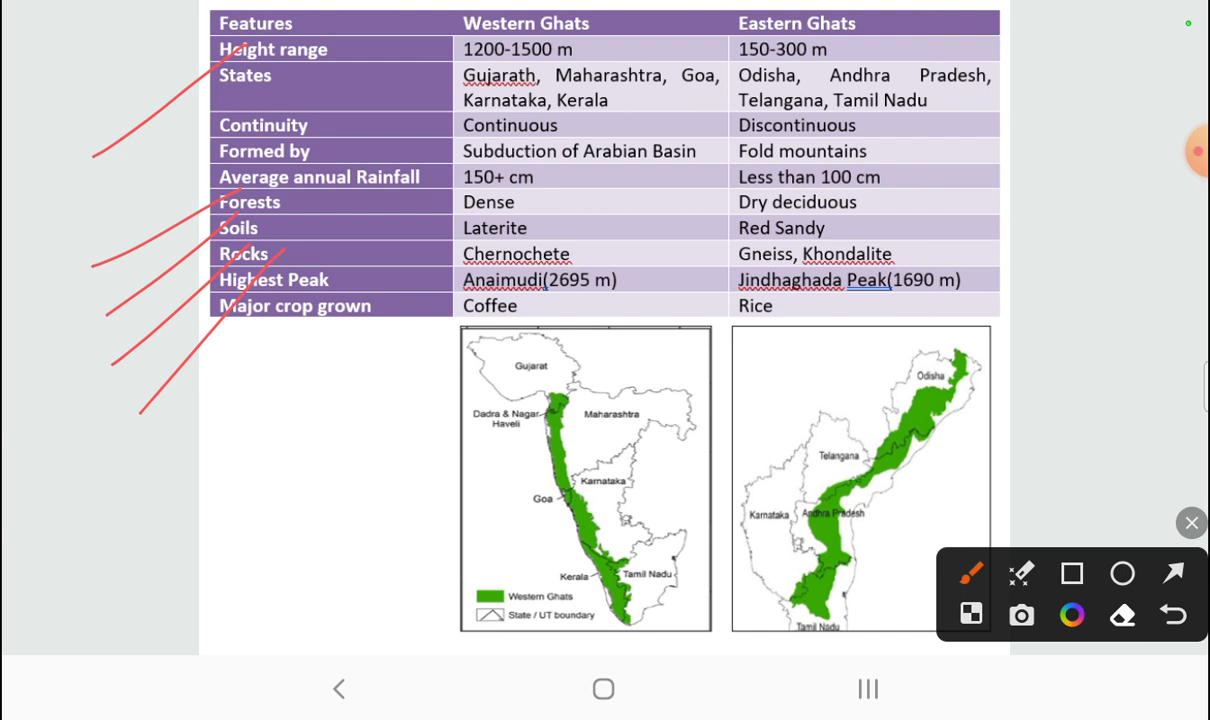 Features Western Ghats Eastern Ghats
Height range 1200-1500 m 150-300 m
States Gujarath, Maharashtra, Goa, Odisha, Andhra Pradesh,
Karnataka, Kerala Telangana, Tamil Nadu
Continuity Continuous Discontinuous
Formed by Subduction of Arabian Basin Fold mountains
Average annual Rainfall 150+ cm Less than 100 cm
Forests Dense Dry deciduous
Soils Laterite Red Sandy
Rocks Chernochete Gneiss, Khondalite
Highest Peak Anaimudi(2695 m) Jindhaghada Peak(1690 m)
Major crop grown Coffee Rice
Gujarat
Dadra & Nagar
Haveli
Maharashtra
Karnataka
Goa
Kerala
Tamil Nadu
Western Ghats
State / UT boundary
Odisha
Telangana
Karnataka
Andhra Pradesh
Tamil Nadu